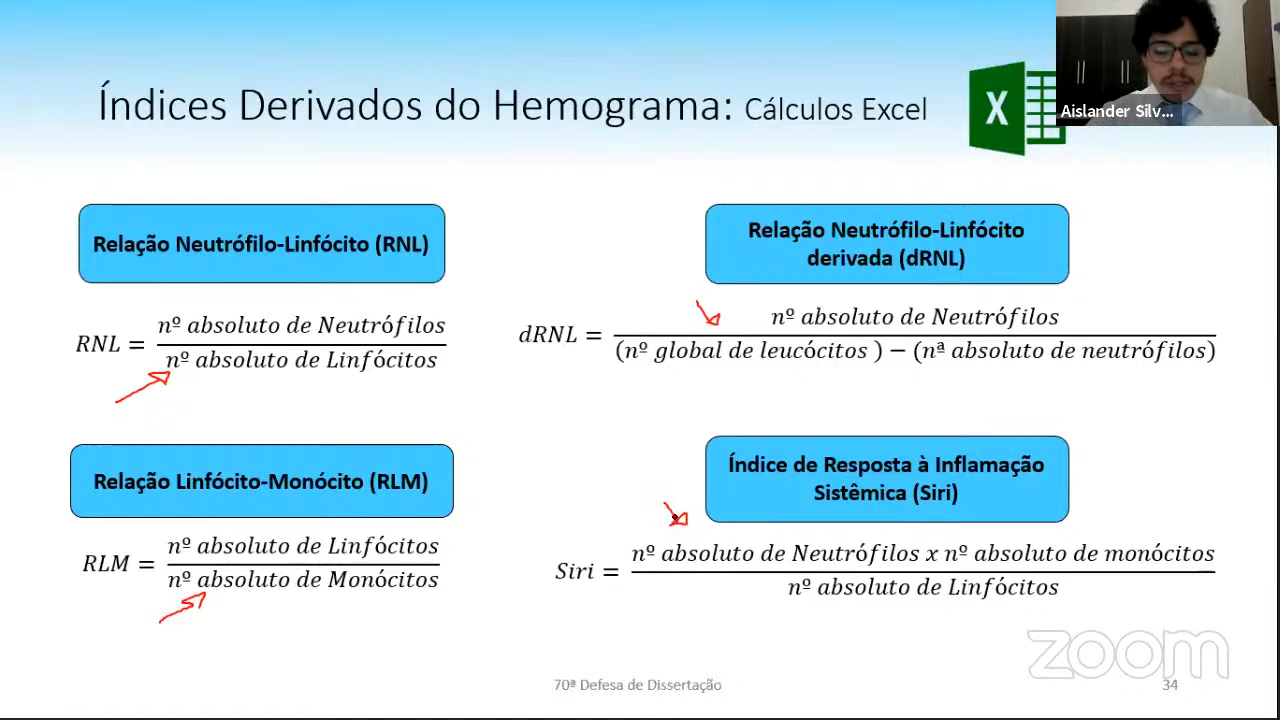 Índices Derivados do Hemograma: Cálculos Excel
X
Aislander Silv...
Relação Neutrófilo-Linfócito (RNL)
RNL = nº absoluto de Neutrófilos
nº absoluto de Linfócitos
Relação Neutrófilo-Linfócito
derivada (dRNL)
dRNL = nº absoluto de Neutrófilos
(nº global de leucócitos ) − (nª absoluto de neutrófilos)
Relação Linfócito-Monócito (RLM)
RLM = nº absoluto de Linfócitos
nº absoluto de Monócitos
Índice de Resposta à Inflamação
Sistêmica (Siri)
Siri = nº absoluto de Neutrófilos x nº absoluto de monócitos
nº absoluto de Linfócitos
zoom
70ª Defesa de Dissertação
34